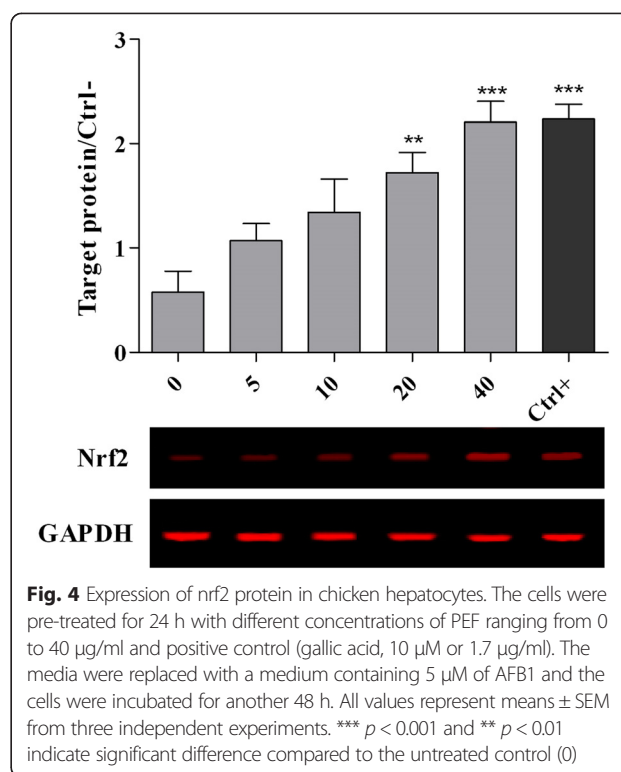 3
2
1
0
Target protein/Ctrl-
**
***
***
0
5
10
20
40
Ctrl+
Nrf2
GAPDH
Fig. 4 Expression of nrf2 protein in chicken hepatocytes. The cells were
pre-treated for 24 h with different concentrations of PEF ranging from 0
to 40 µg/ml and positive control (gallic acid, 10 µM or 1.7 µg/ml). The
media were replaced with a medium containing 5 µM of AFB1 and the
cells were incubated for another 48 h. All values represent means ± SEM
from three independent experiments. *** p < 0.001 and ** p < 0.01
indicate significant difference compared to the untreated control (0)